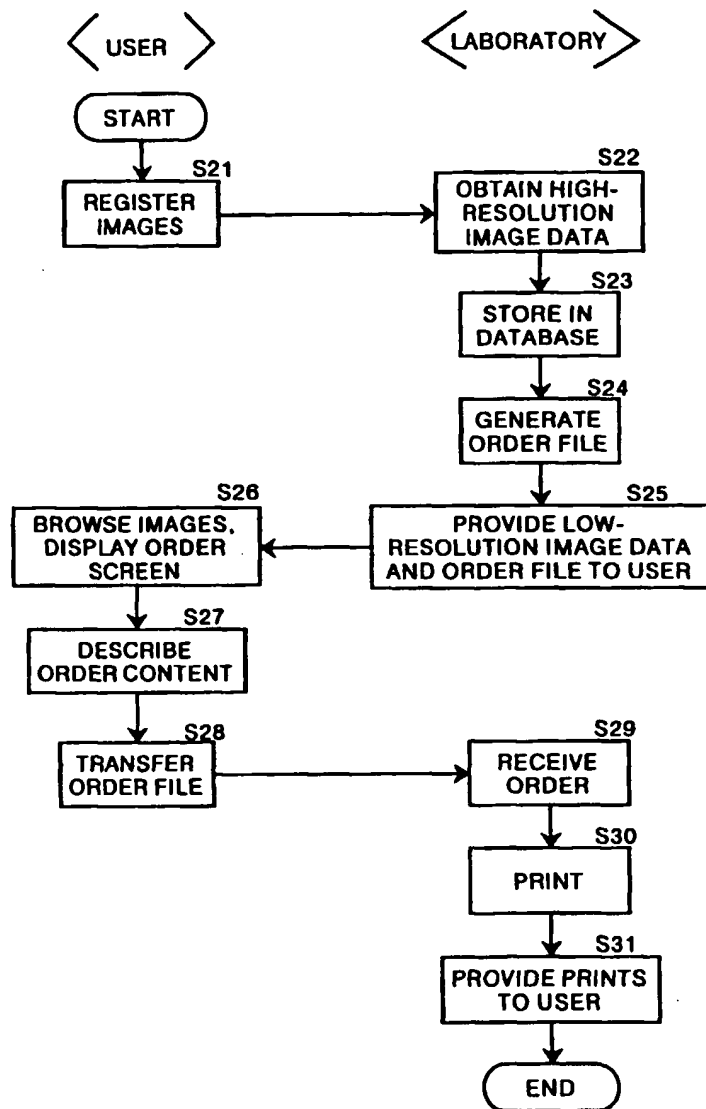 USER
LABORATORY
START
S21
REGISTER
IMAGES
S22
OBTAIN HIGH-
RESOLUTION
IMAGE DATA
S23
STORE IN
DATABASE
S24
GENERATE
ORDER FILE
S25
PROVIDE LOW-
RESOLUTION IMAGE DATA
AND ORDER FILE TO USER
S26
BROWSE IMAGES,
DISPLAY ORDER
SCREEN
S27
DESCRIBE
ORDER CONTENT
S28
TRANSFER
ORDER FILE
S29
RECEIVE
ORDER
S30
PRINT
S31
PROVIDE PRINTS
TO USER
END